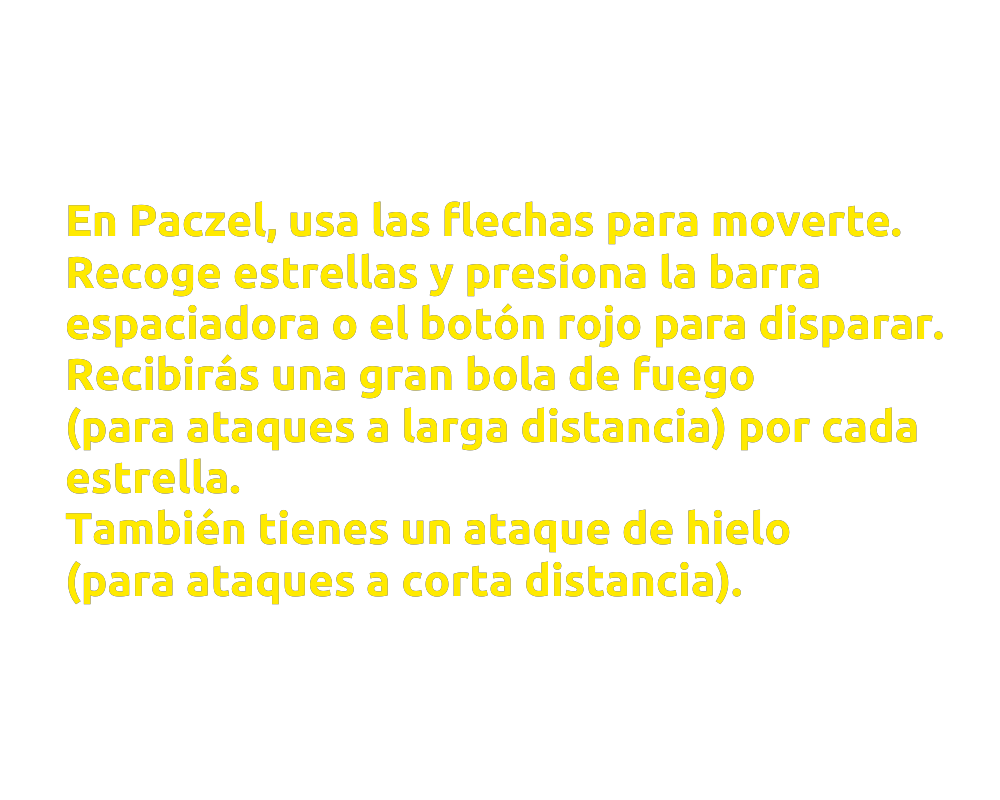 En Paczel, usa las flechas para moverte.
Recoge estrellas y presiona la barra
espaciadora o el botón rojo para disparar.
Recibirás una gran bola de fuego
(para ataques a larga distancia) por cada
estrella.
También tienes un ataque de hielo
(para ataques a corta distancia).